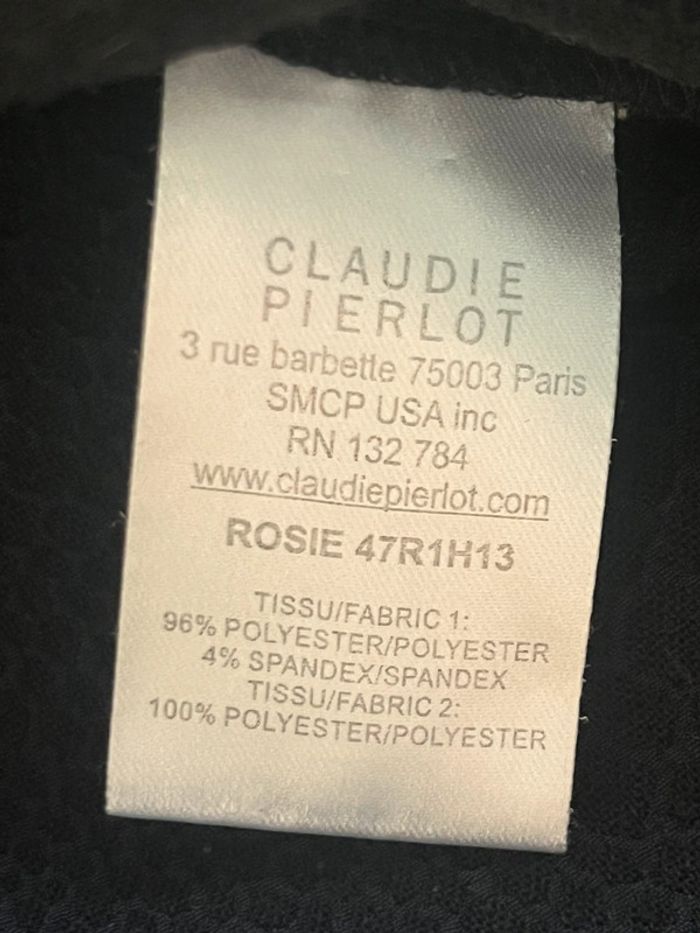 CLAUDIE
PIERLOT
3 rue barbette 75003 Paris
SMCP USA inc
RN 132 784
www.claudiepierlot.com
ROSIE 47R1H13
TISSU/FABRIC 1:
96% POLYESTER/POLYESTER
4% SPANDEX/SPANDEX
TISSU/FABRIC 2:
100% POLYESTER/POLYESTER